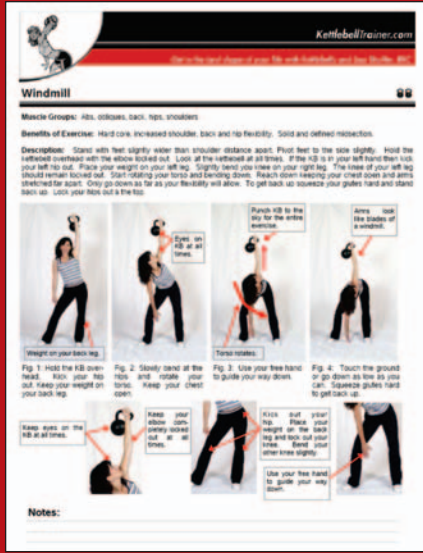 KettlebellTrainer.com
Get in the best shape of your life with Kettlebells and
Windmill
Muscle Groups: Abs, obliques, back, hips, shoulders
Benefits of Exercise: Hard core, increased shoulder, back and hip flexibility. Solid and defined midsection.
Description: Stand with feet slightly wider than shoulder distance apart. Pivot feet to the side slightly. Hold the
kettlebell overhead with the elbow locked out. Look at the kettlebell at all times. If the KB is in your left hand then kick
your left hip out. Place your weight on your left leg. Slightly bend you knee on your right leg. The knee of your left leg
should remain locked out. Start rotating your torso and bending down. Reach down keeping your chest open and arms
stretched far apart. Only go down as far as your flexibility will allow. To get back up squeeze your glutes hard and stand
back up. Lock your hips out a the top.
Eyes on
KB at all
times.
Punch KB to the
sky for the entire
exercise.
Arms look
like blades of
a windmill.
Weight on your back leg.
Torso rotates.
Fig. 1: Hold the KB over-
head. Kick your hip
out. Keep your weight on
your back leg.
Fig. 2: Slowly bend at the
hips and rotate your
torso. Keep your chest
open.
Fig. 3: Use your free hand
to guide your way down.
Fig. 4: Touch the ground
or go down as low as you
can. Squeeze glutes hard
to get back up.
Keep eyes on the
KB at all times.
Keep your
elbow com-
pletely locked
out at all
times.
Kick out your
hip. Place your
weight on the back
leg and lock out your
knee. Bend your
other knee slightly.
Use your free hand
to guide your way
down.
Notes: